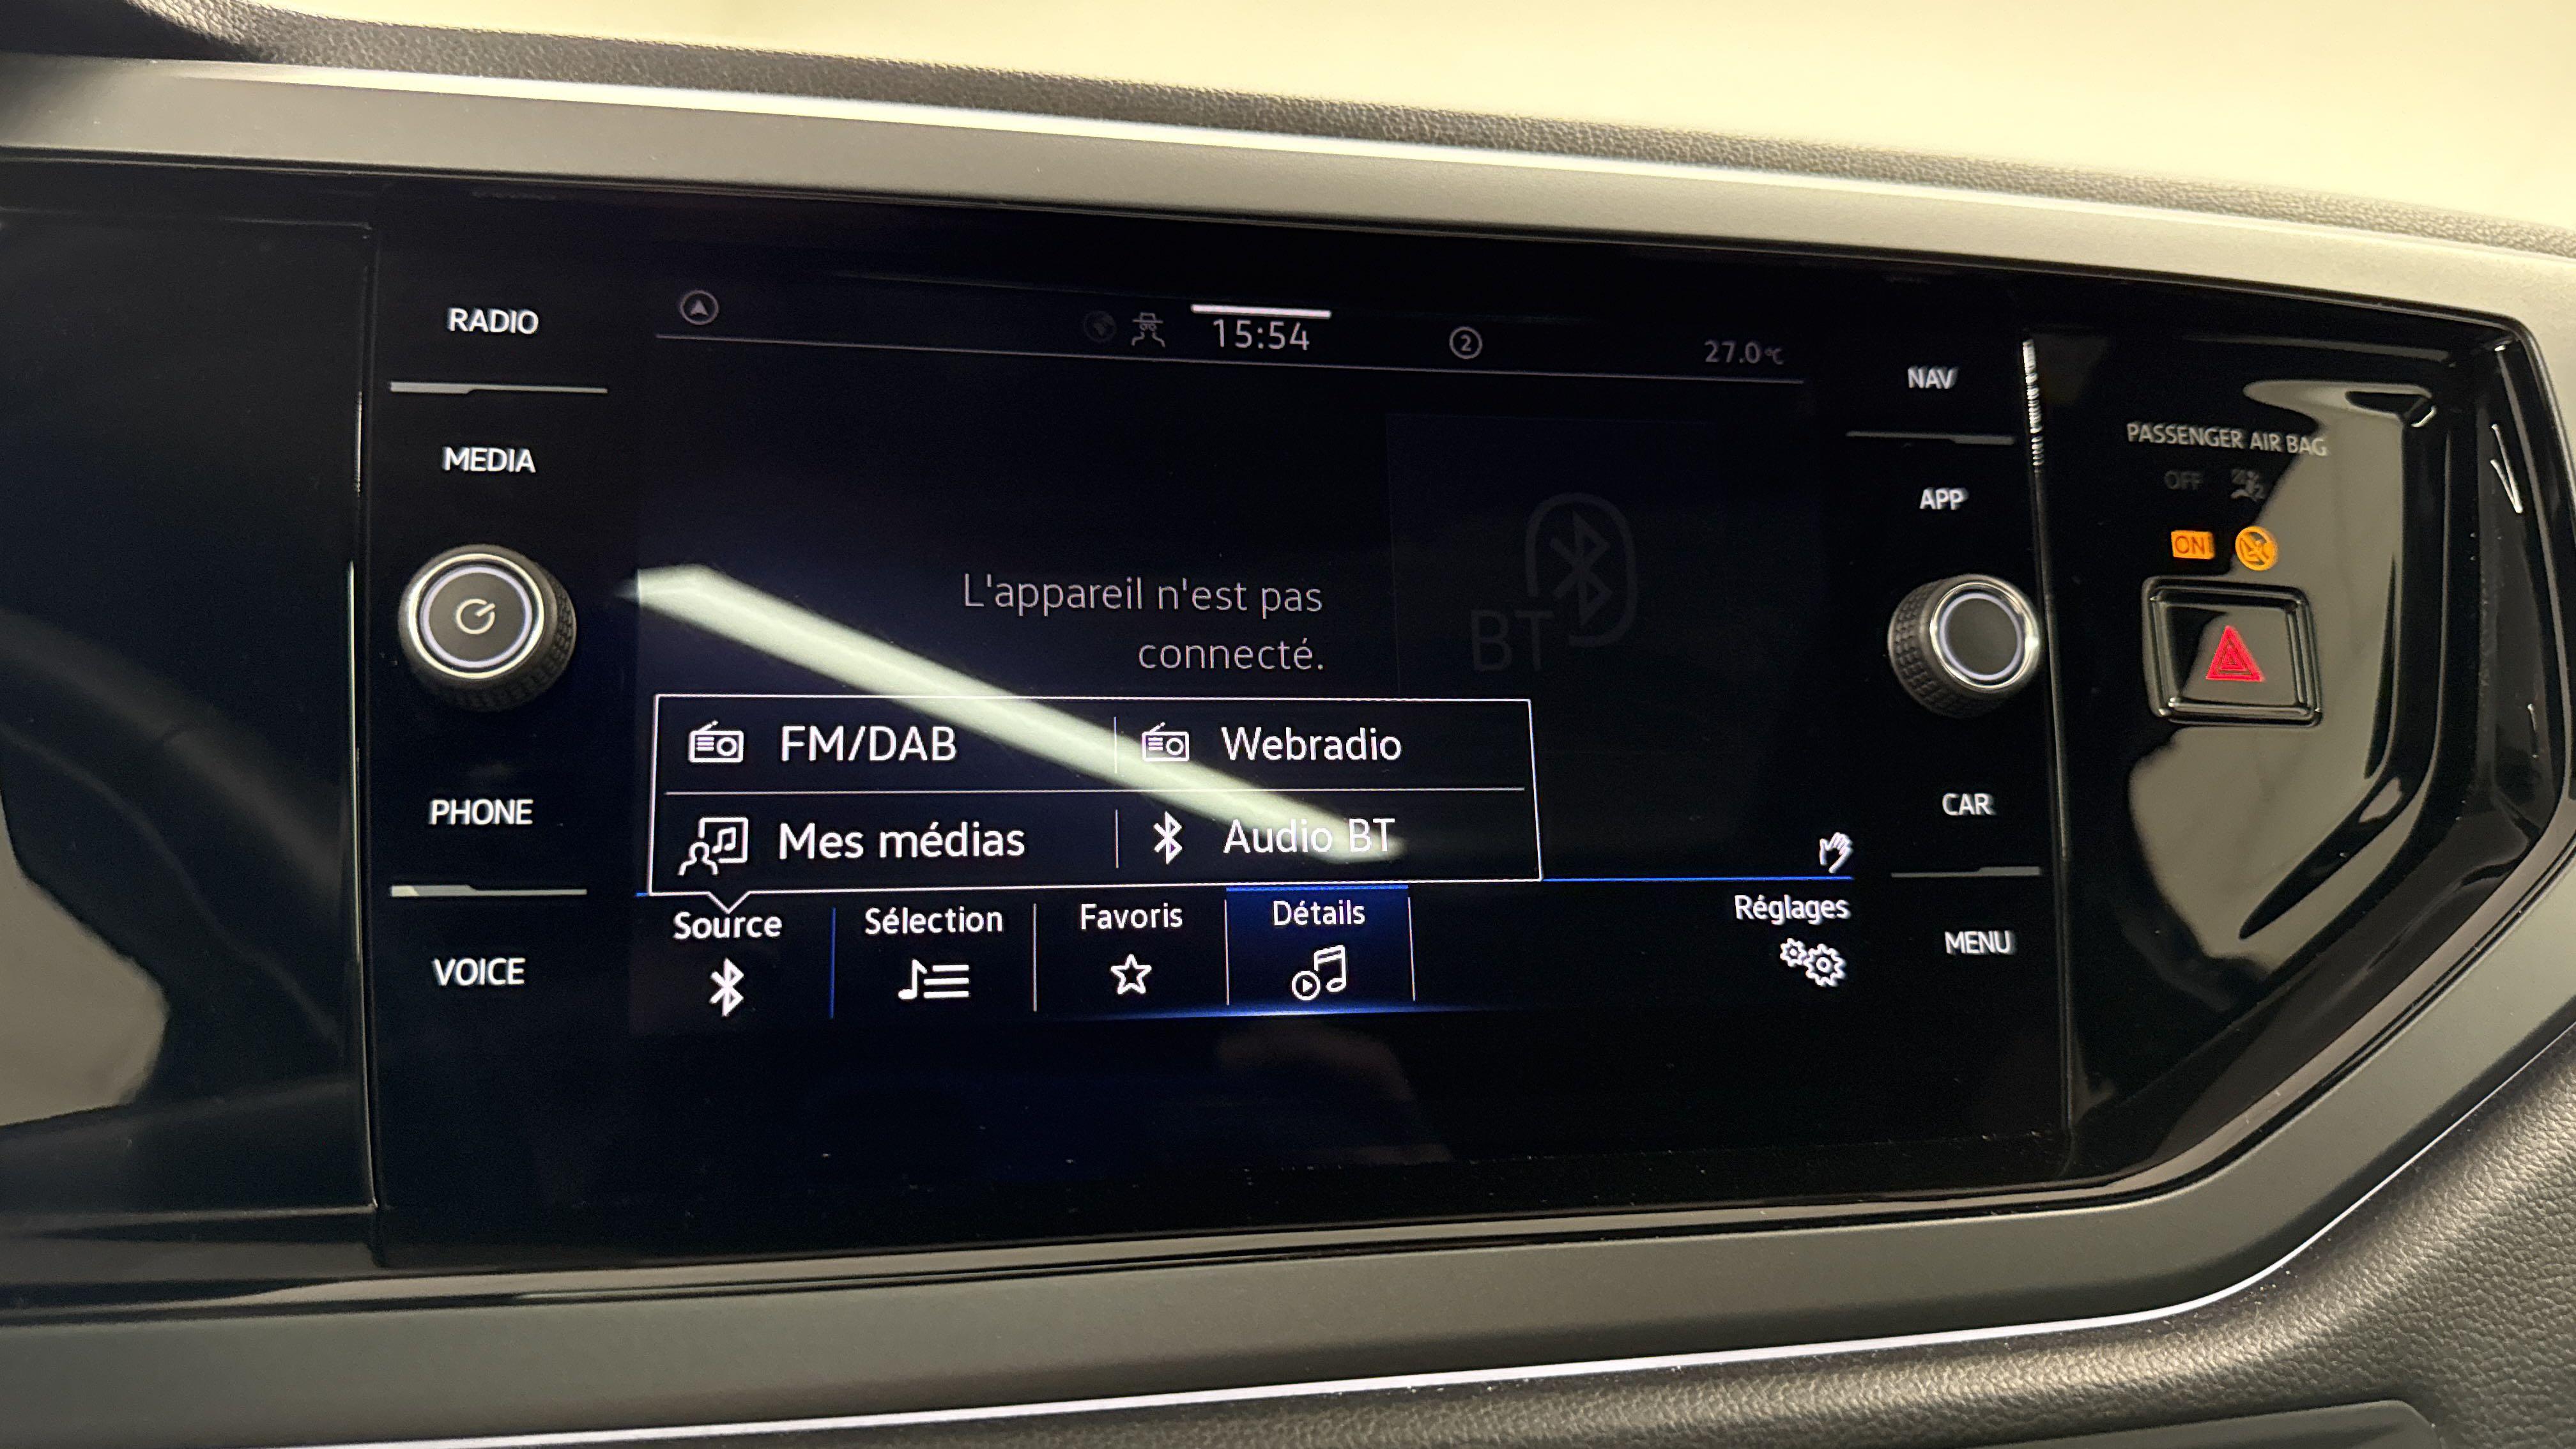 RADIO
MEDIA
PHONE
VOICE
15:54
2
27.0°C
L'appareil n'est pas
connecté.
BT
FM/DAB
Webradio
Mes médias
Audio BT
Source
Sélection
Favoris
Détails
Réglages
NAV
APP
CAR
MENU
PASSENGER AIR BAG
OFF
ON